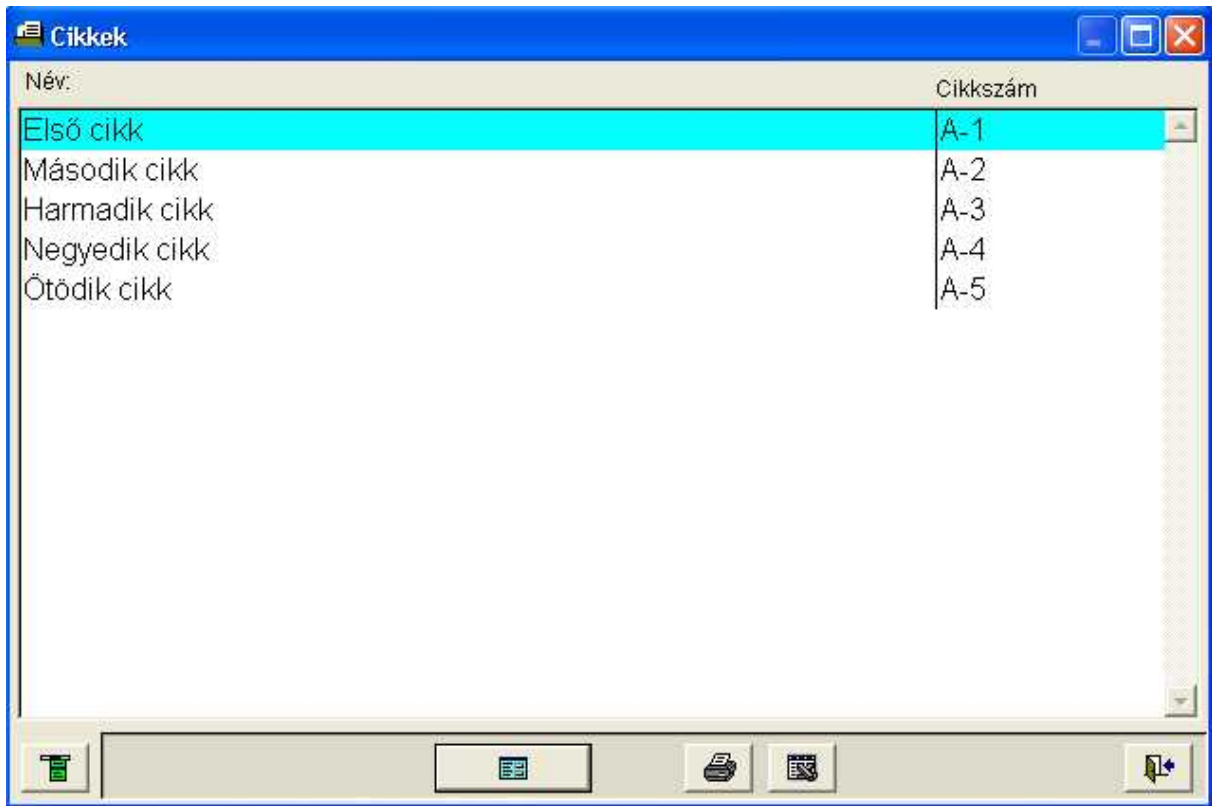 Cikkek
Név: Cikkszám
Első cikk A-1
Második cikk A-2
Harmadik cikk A-3
Negyedik cikk A-4
Ötödik cikk A-5